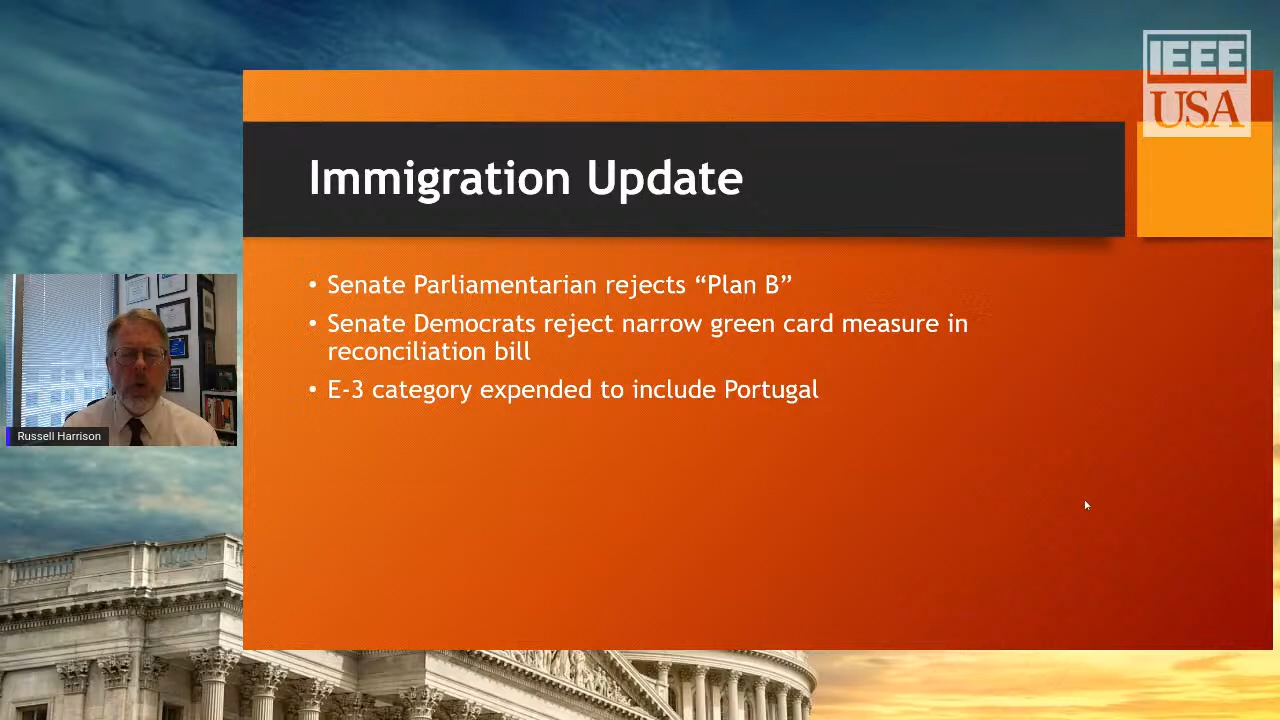 IEEE
USA
Immigration Update
• Senate Parliamentarian rejects “Plan B”
• Senate Democrats reject narrow green card measure in
reconciliation bill
• E-3 category expended to include Portugal
Russell Harrison